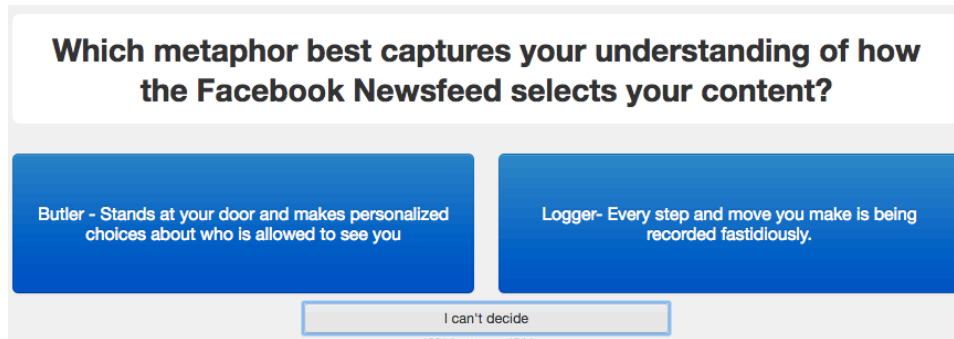 Which metaphor best captures your understanding of how
the Facebook Newsfeed selects your content?
Butler - Stands at your door and makes personalized
choices about who is allowed to see you
Logger- Every step and move you make is being
recorded fastidiously.
I can't decide